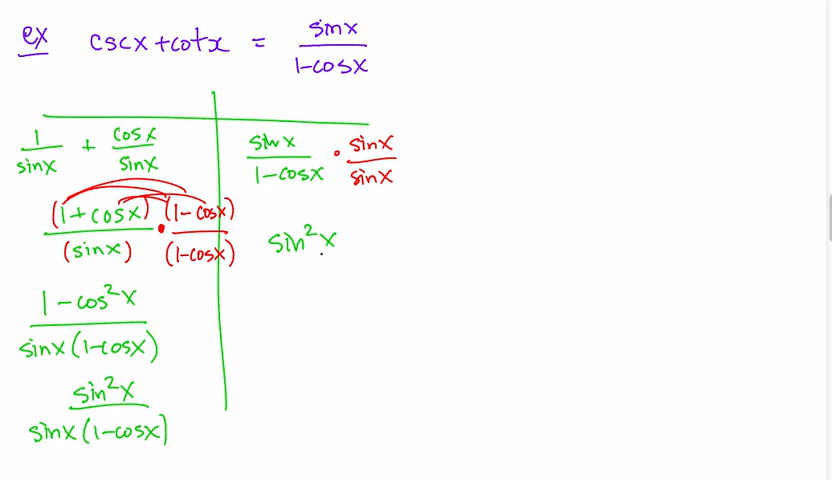 ex cscx + cotx = sinx / 1-cosx
1/sinx + cosx/sinx
(1 + cosx)/(sinx) • (1-cosx)/(1-cosx)
1 - cos²x / sinx(1-cosx)
sin²x / sinx(1-cosx)
sinx/1-cosx • sinx/sinx
sin²x